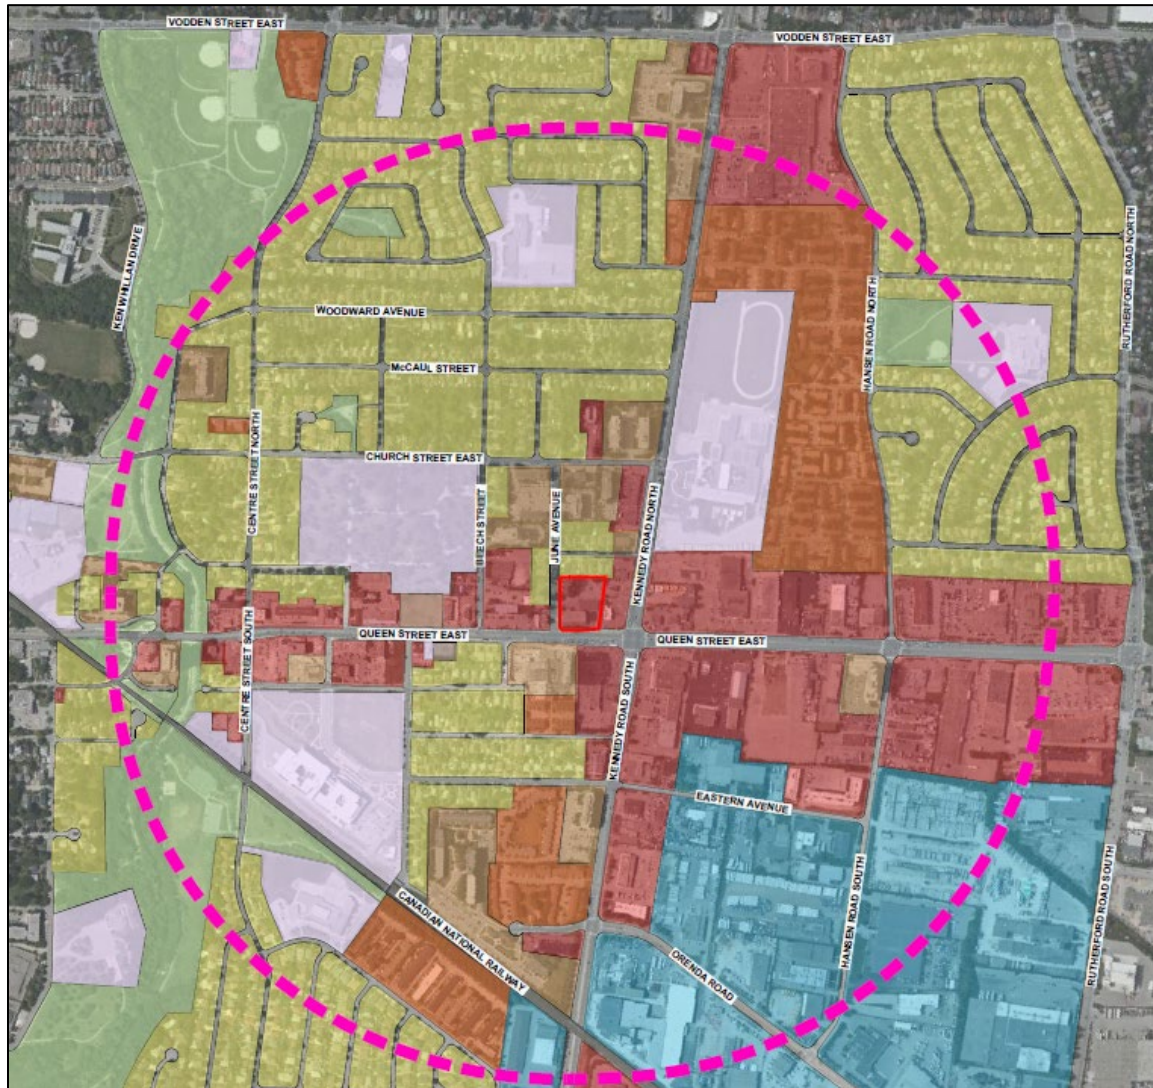 VODDEN STREET EAST
VODDEN STREET EAST
KEN WHILLAN DRIVE
RUTHERFORD ROAD NORTH
WOODWARD AVENUE
HANSEN ROAD NORTH
McCAUL STREET
CENTRE STREET NORTH
CHURCH STREET EAST
BEECH STREET
JUNE AVENUE
KENNEDY ROAD NORTH
QUEEN STREET EAST
QUEEN STREET EAST
CENTRE STREET SOUTH
KENNEDY ROAD SOUTH
EASTERN AVENUE
CANADIAN NATIONAL RAILWAY
ORENDA ROAD
HANSEN ROAD SOUTH
RUTHERFORD ROAD SOUTH